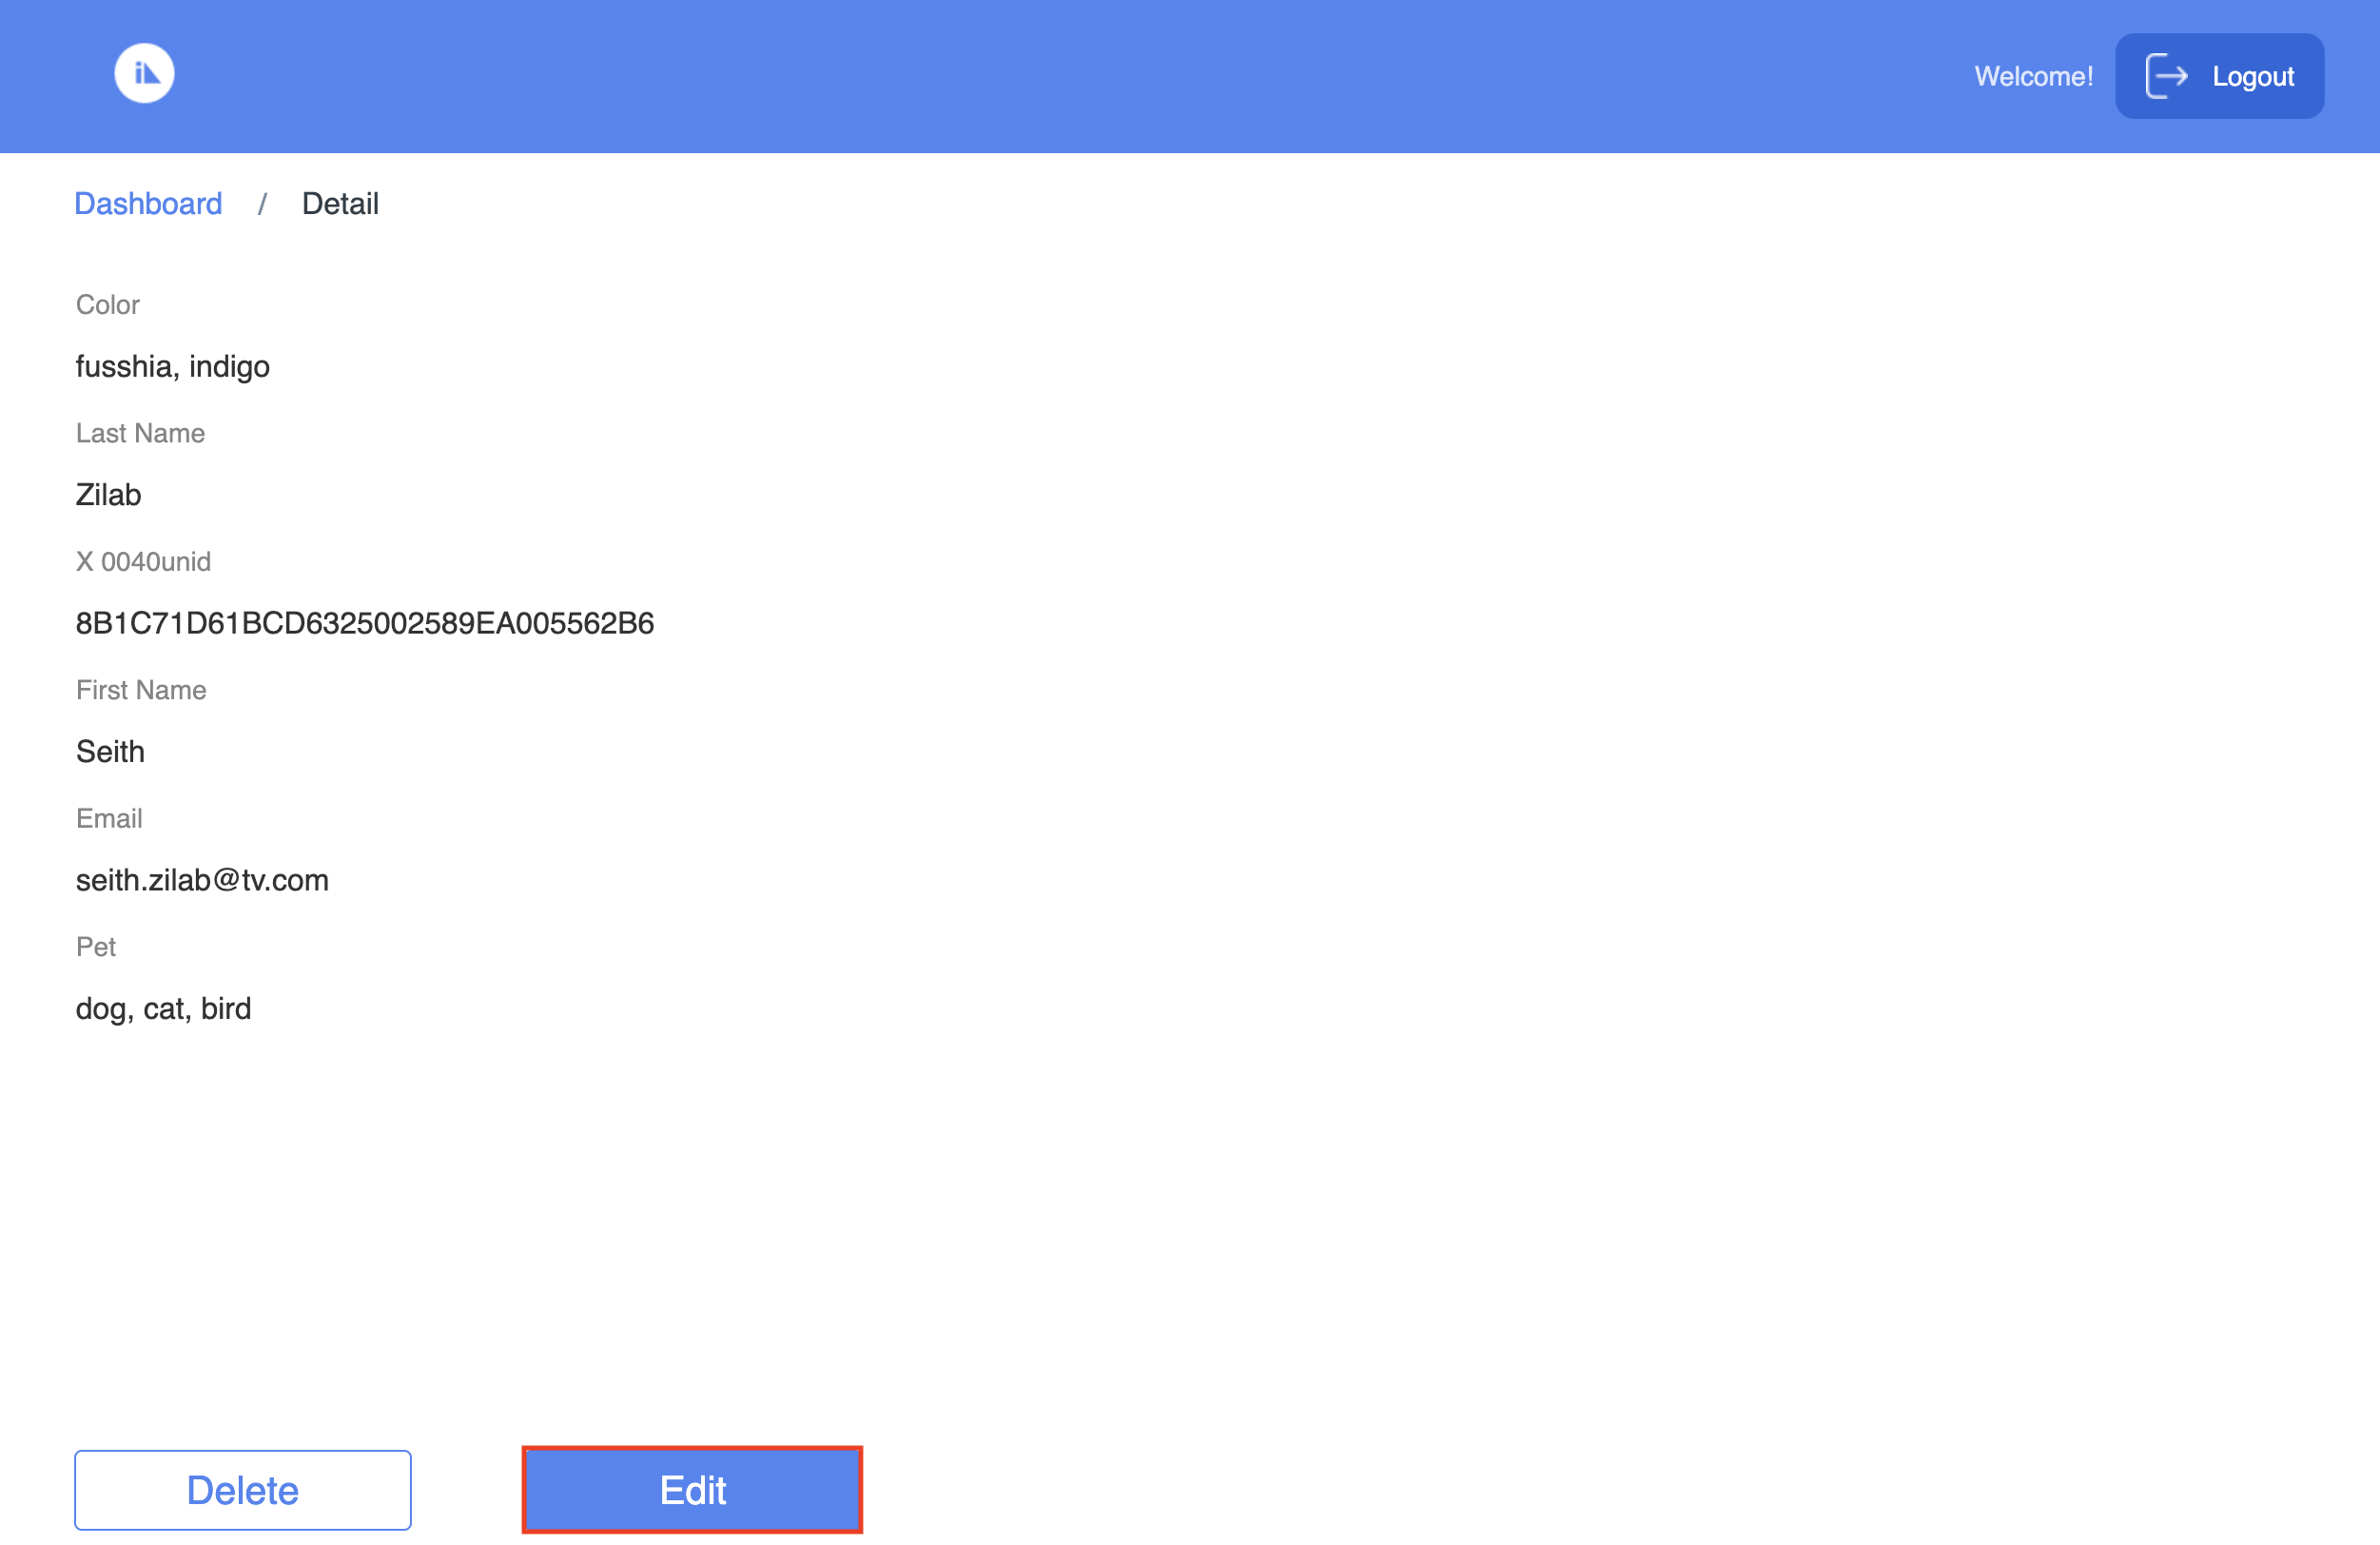 iA
Welcome!
Logout
Dashboard / Detail
Color
fusshia, indigo
Last Name
Zilab
X 0040unid
8B1C71D61BCD6325002589EA005562B6
First Name
Seith
Email
seith.zilab@tv.com
Pet
dog, cat, bird
Delete
Edit